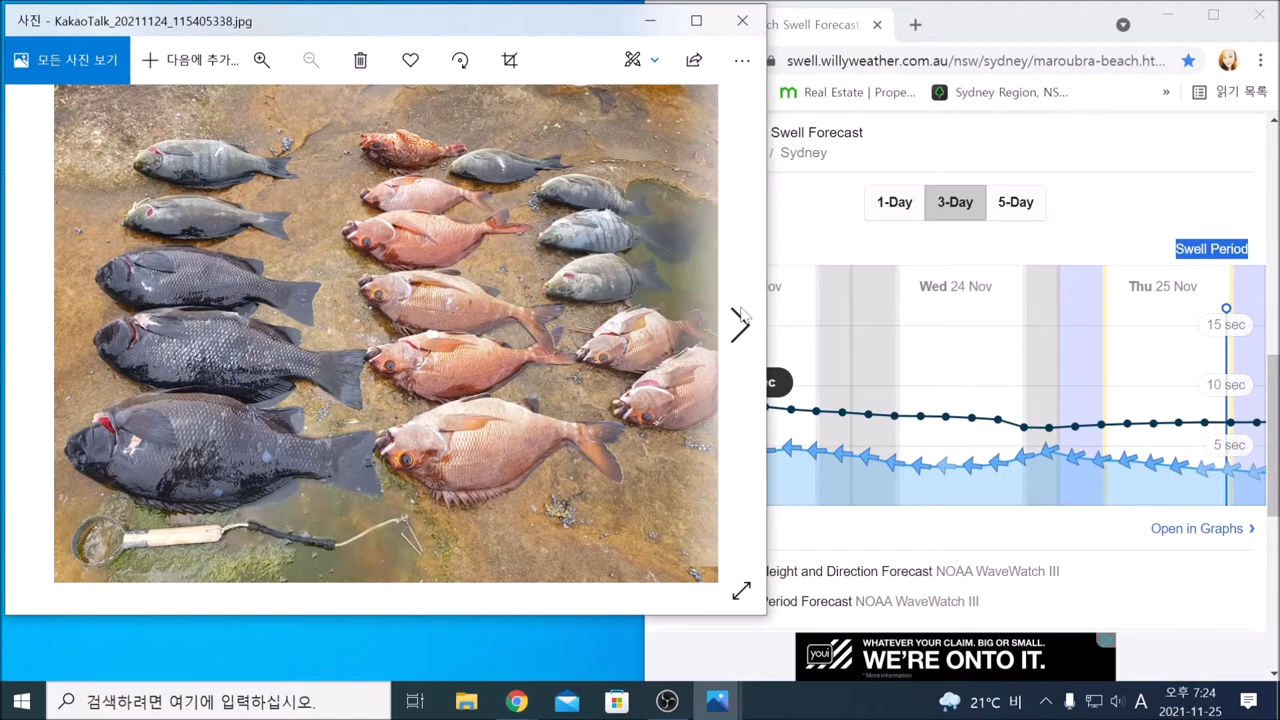 사진 - KakaoTalk_20211124_115405338.jpg
모든 사진 보기
다음에 추가...
ch Swell Forecast
swell.willyweather.com.au/nsw/sydney/maroubra-beach.ht...
Real Estate | Prope...
Sydney Region, NS...
»
읽기 목록
Swell Forecast
/ Sydney
1-Day
3-Day
5-Day
Swell Period
ov
Wed 24 Nov
Thu 25 Nov
15 sec
10 sec
ec
5 sec
Open in Graphs
eight and Direction Forecast NOAA WaveWatch III
Period Forecast NOAA WaveWatch III
youi
WHATEVER YOUR CLAIM. BIG OR SMALL.
WE'RE ONTO IT.
*More information
검색하려면 여기에 입력하십시오.
21°C 비
A
오후 7:24
2021-11-25